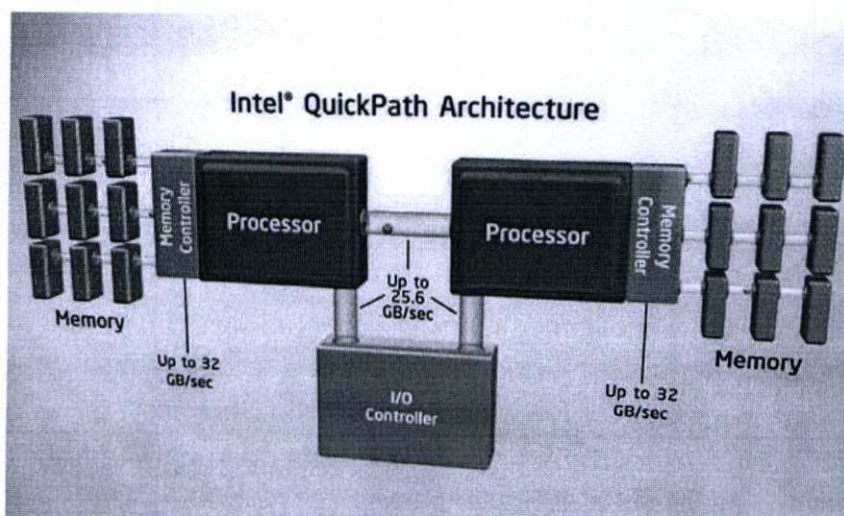 Intel® QuickPath Architecture
Memory
Controller
Processor
Processor
Memory
Controller
Up to
25.6
GB/sec
Memory
Memory
Up to 32
GB/sec
I/O
Controller
Up to 32
GB/sec